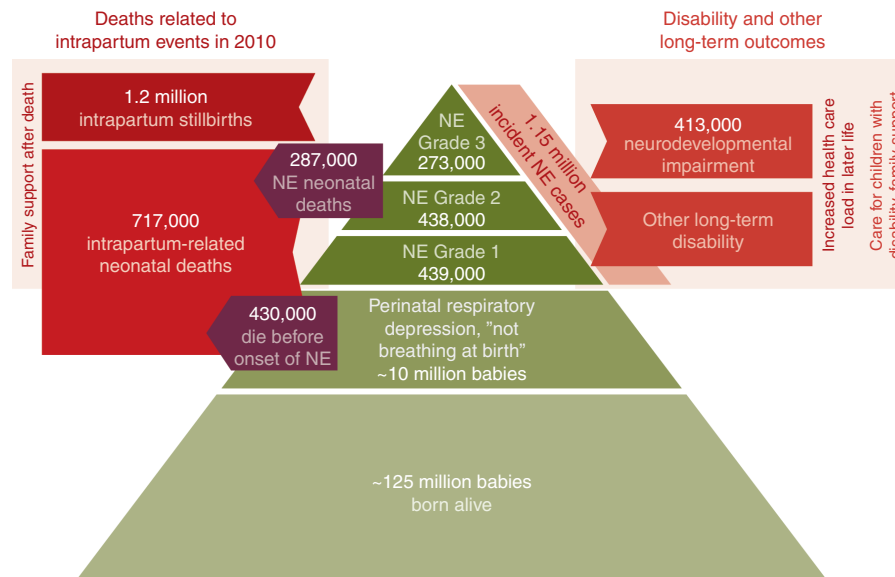 Deaths related to
intrapartum events in 2010
Disability and other
long-term outcomes
Family support after death
1.2 million
intrapartum stillbirths
287,000
NE neonatal
deaths
717,000
intrapartum-related
neonatal deaths
430,000
die before
onset of NE
NE
Grade 3
273,000
NE Grade 2
438,000
NE Grade 1
439,000
1.15 million
incident NE cases
Perinatal respiratory
depression, ”not
breathing at birth”
~10 million babies
~125 million babies
born alive
413,000
neurodevelopmental
impairment
Other long-term
disability
Increased health care
load in later life
Care for children with
disability, family support